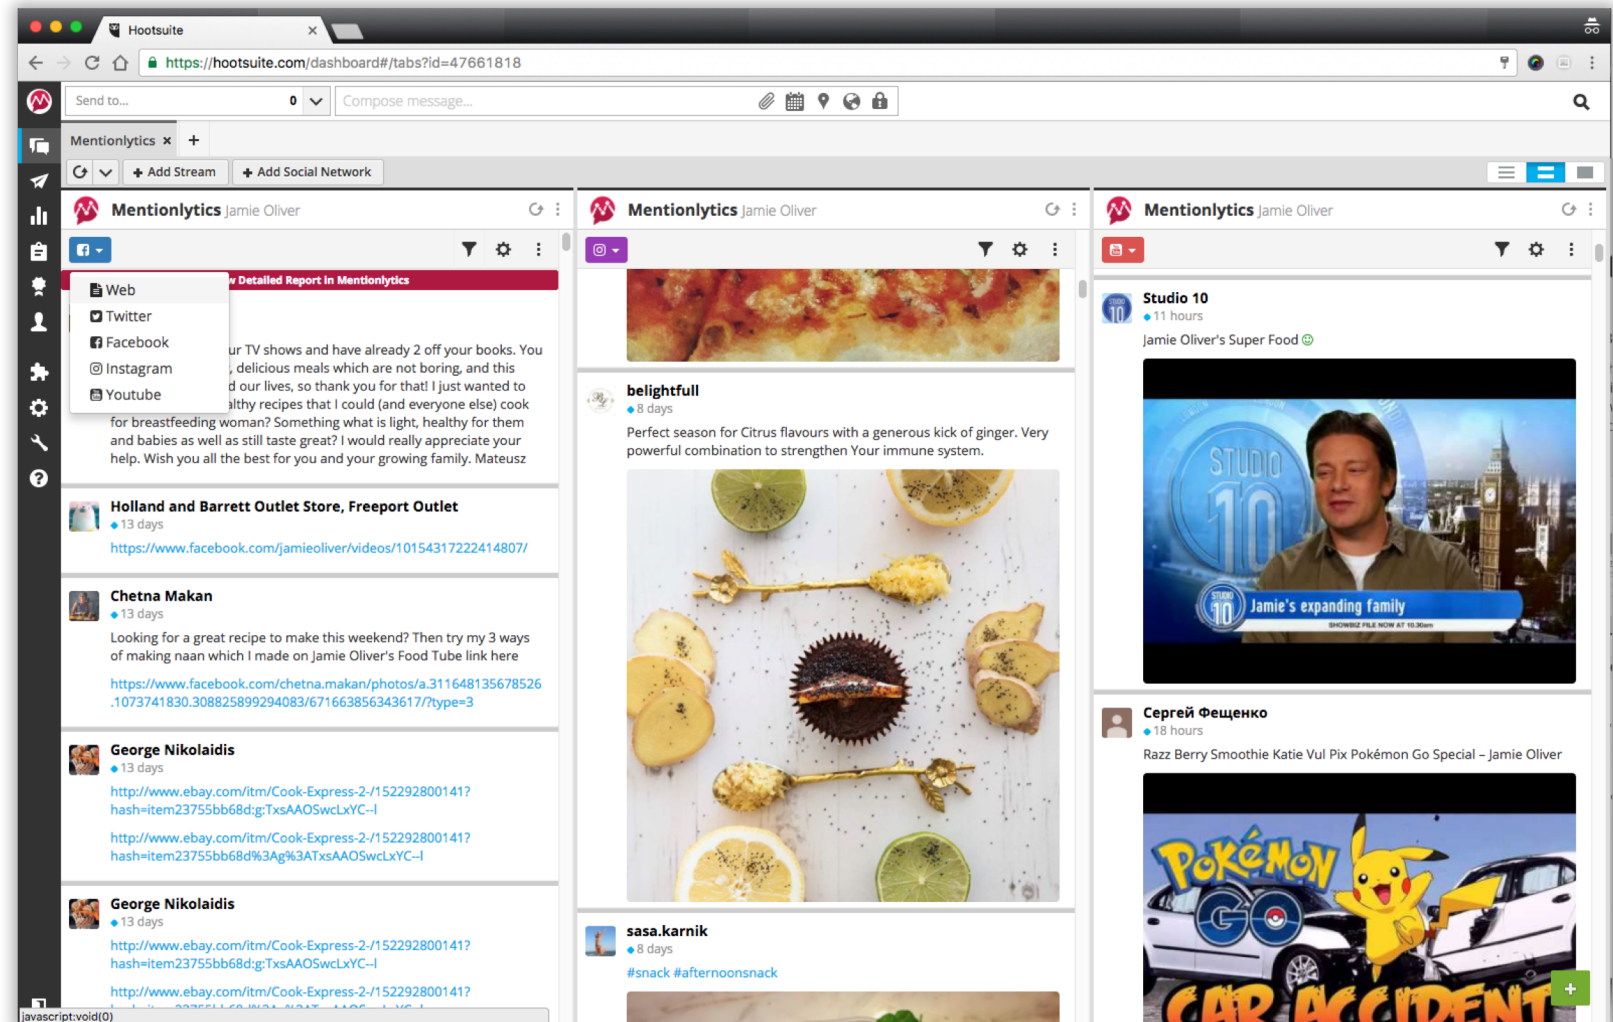 Hootsuite
https://hootsuite.com/dashboard#/tabs?id=47661818
Send to... 0
Compose message...
Mentionlytics × +
+ Add Stream
+ Add Social Network
Mentionlytics Jamie Oliver
Detailed Report in Mentionlytics
Web
Twitter
Facebook
Instagram
Youtube
ur TV shows and have already 2 off your books. You
, delicious meals which are not boring, and this
d our lives, so thank you for that! I just wanted to
althy recipes that I could (and everyone else) cook
for breastfeeding woman? Something what is light, healthy for them
and babies as well as still taste great? I would really appreciate your
help. Wish you all the best for you and your growing family. Mateusz
Holland and Barrett Outlet Store, Freeport Outlet
13 days
https://www.facebook.com/jamieoliver/videos/10154317222414807/
Chetna Makan
13 days
Looking for a great recipe to make this weekend? Then try my 3 ways
of making naan which I made on Jamie Oliver's Food Tube link here
https://www.facebook.com/chetna.makan/photos/a.311648135678526
.1073741830.308825899294083/671663856343617/?type=3
George Nikolaidis
13 days
http://www.ebay.com/itm/Cook-Express-2-/152292800141?
hash=item23755bb68d:g:TxsAAOSwcLxYC--l
http://www.ebay.com/itm/Cook-Express-2-/152292800141?
hash=item23755bb68d%3Ag%3ATxsAAOSwcLxYC--l
George Nikolaidis
13 days
http://www.ebay.com/itm/Cook-Express-2-/152292800141?
hash=item23755bb68d:g:TxsAAOSwcLxYC--l
http://www.ebay.com/itm/Cook-Express-2-/152292800141?
javascript:void(0)
Mentionlytics Jamie Oliver
belightfull
8 days
Perfect season for Citrus flavours with a generous kick of ginger. Very
powerful combination to strengthen Your immune system.
sasa.karnik
8 days
#snack #afternoonsnack
Mentionlytics Jamie Oliver
Studio 10
11 hours
Jamie Oliver's Super Food
STUDIO
10
STUDIO
10
Jamie's expanding family
SHOWBIZ FILE NOW AT 10.30am
Сергей Фещенко
18 hours
Razz Berry Smoothie Katie Vul Pix Pokémon Go Special – Jamie Oliver
POKéMON
GO
CAR ACCIDENT